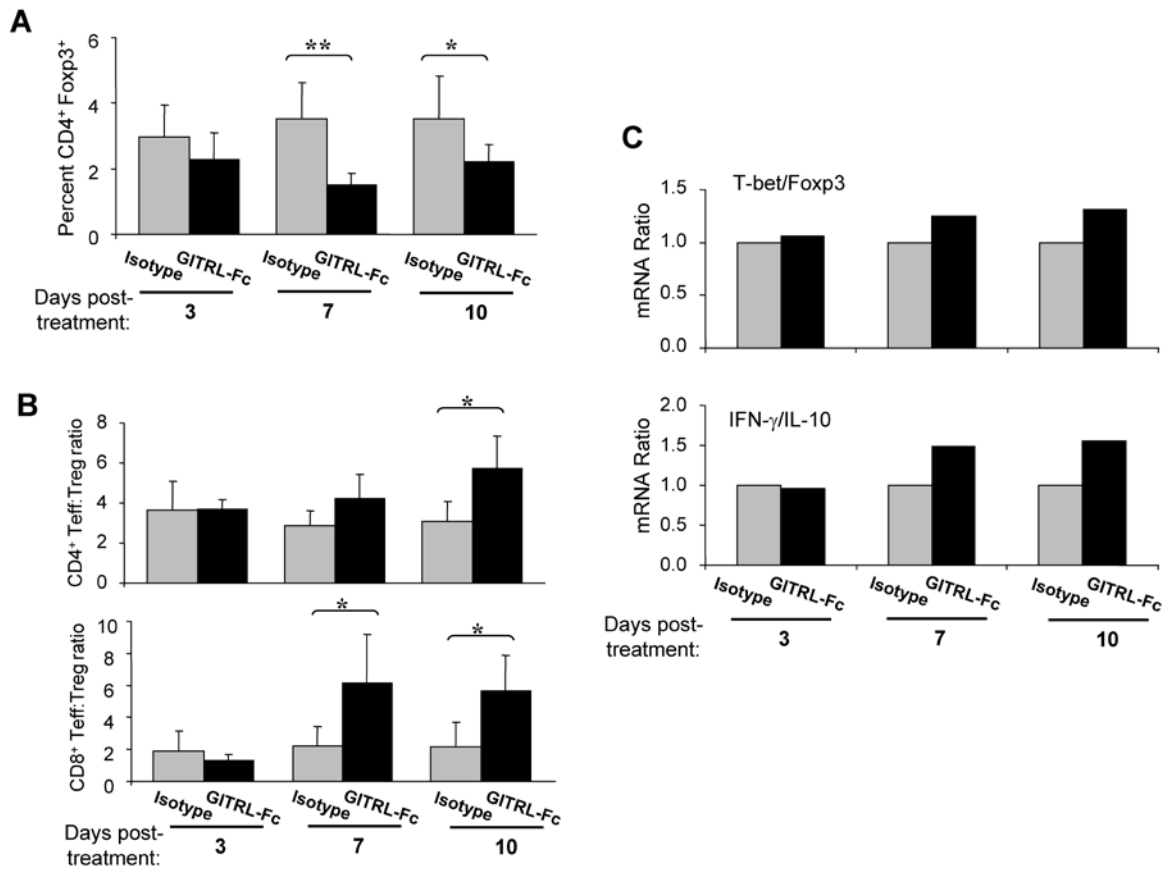 A
Percent CD4⁺ Foxp3⁺
6
4
2
0
**
*
Isotype GITRL-Fc Isotype GITRL-Fc Isotype GITRL-Fc
Days post-treatment:
3 7 10
B
CD4⁺ Teff:Treg ratio
8
6
4
2
0
*
CD8⁺ Teff:Treg ratio
10
8
6
4
2
0
*
*
Isotype GITRL-Fc Isotype GITRL-Fc Isotype GITRL-Fc
Days post-treatment:
3 7 10
C
T-bet/Foxp3
mRNA Ratio
1.5
1.0
0.5
0.0
IFN-γ/IL-10
mRNA Ratio
2.0
1.5
1.0
0.5
0.0
Isotype GITRL-Fc Isotype GITRL-Fc Isotype GITRL-Fc
Days post-treatment:
3 7 10